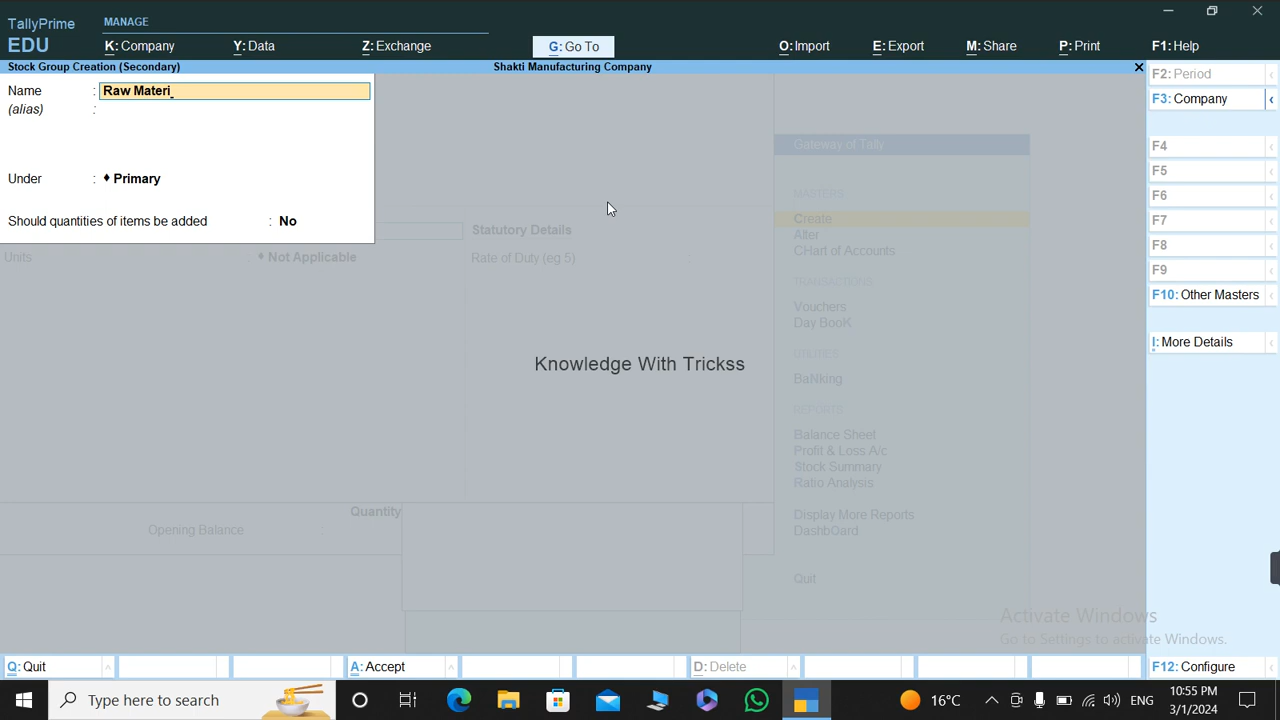 TallyPrime
EDU
MANAGE
K: Company
Y: Data
Z: Exchange
G: Go To
O: Import
E: Export
M: Share
P: Print
F1: Help
Stock Group Creation (Secondary)
Shakti Manufacturing Company
Name : Raw Materi
(alias) :
Under : ♦ Primary
Should quantities of items be added : No
Units : ♦ Not Applicable
Statutory Details
Rate of Duty (eg 5) :
Knowledge With Trickss
Quantity
Opening Balance
Gateway of Tally
MASTERS
Create
Alter
CHart of Accounts
TRANSACTIONS
Vouchers
Day BooK
UTILITIES
BaNking
REPORTS
Balance Sheet
Profit & Loss A/c
Stock Summary
Ratio Analysis
Display More Reports
DashbOard
Quit
F2: Period
F3: Company
F4
F5
F6
F7
F8
F9
F10: Other Masters
I: More Details
F12: Configure
Activate Windows
Go to Settings to activate Windows.
Q: Quit
A: Accept
D: Delete
Type here to search
16°C
ENG
10:55 PM
3/1/2024